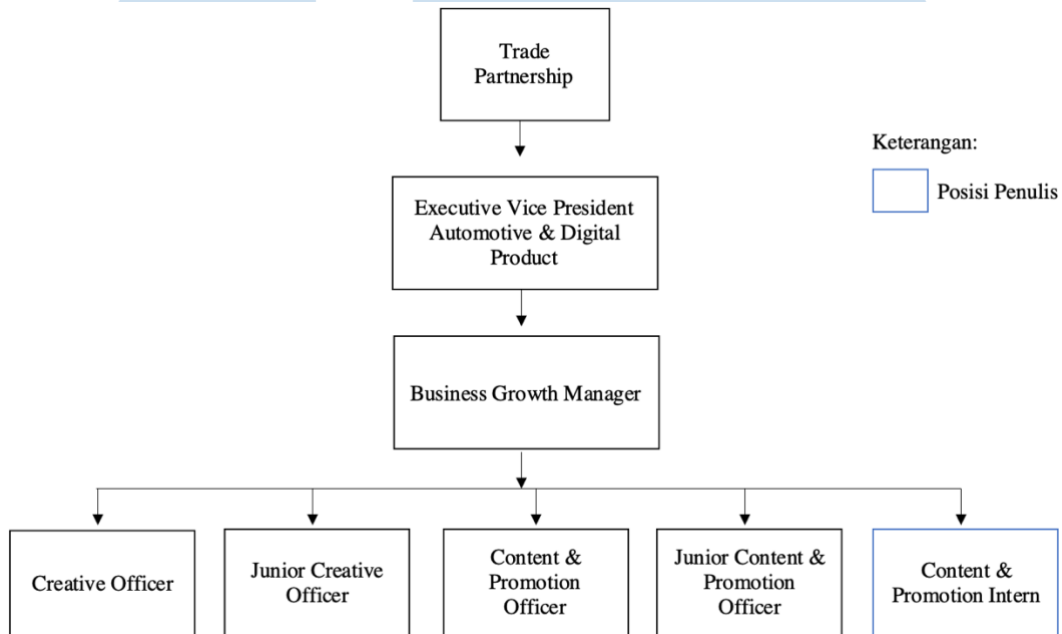 Trade
Partnership
Keterangan:
Posisi Penulis
Executive Vice President
Automotive & Digital
Product
Business Growth Manager
Creative Officer
Junior Creative
Officer
Content &
Promotion
Officer
Junior Content &
Promotion
Officer
Content &
Promotion Intern